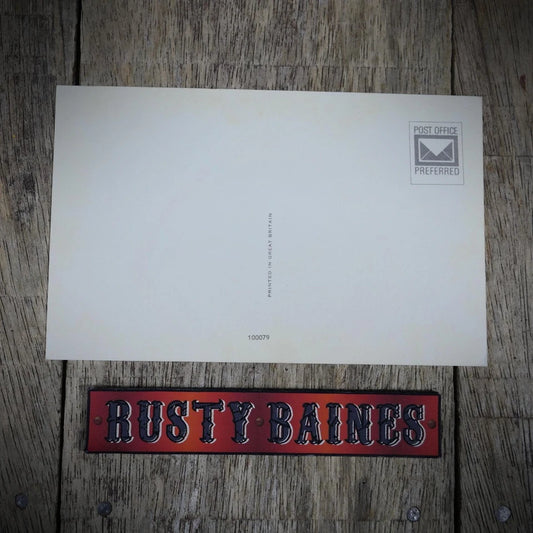 POST OFFICE
PREFERRED
PRINTED IN GREAT BRITAIN
100079
RUSTY BAINES